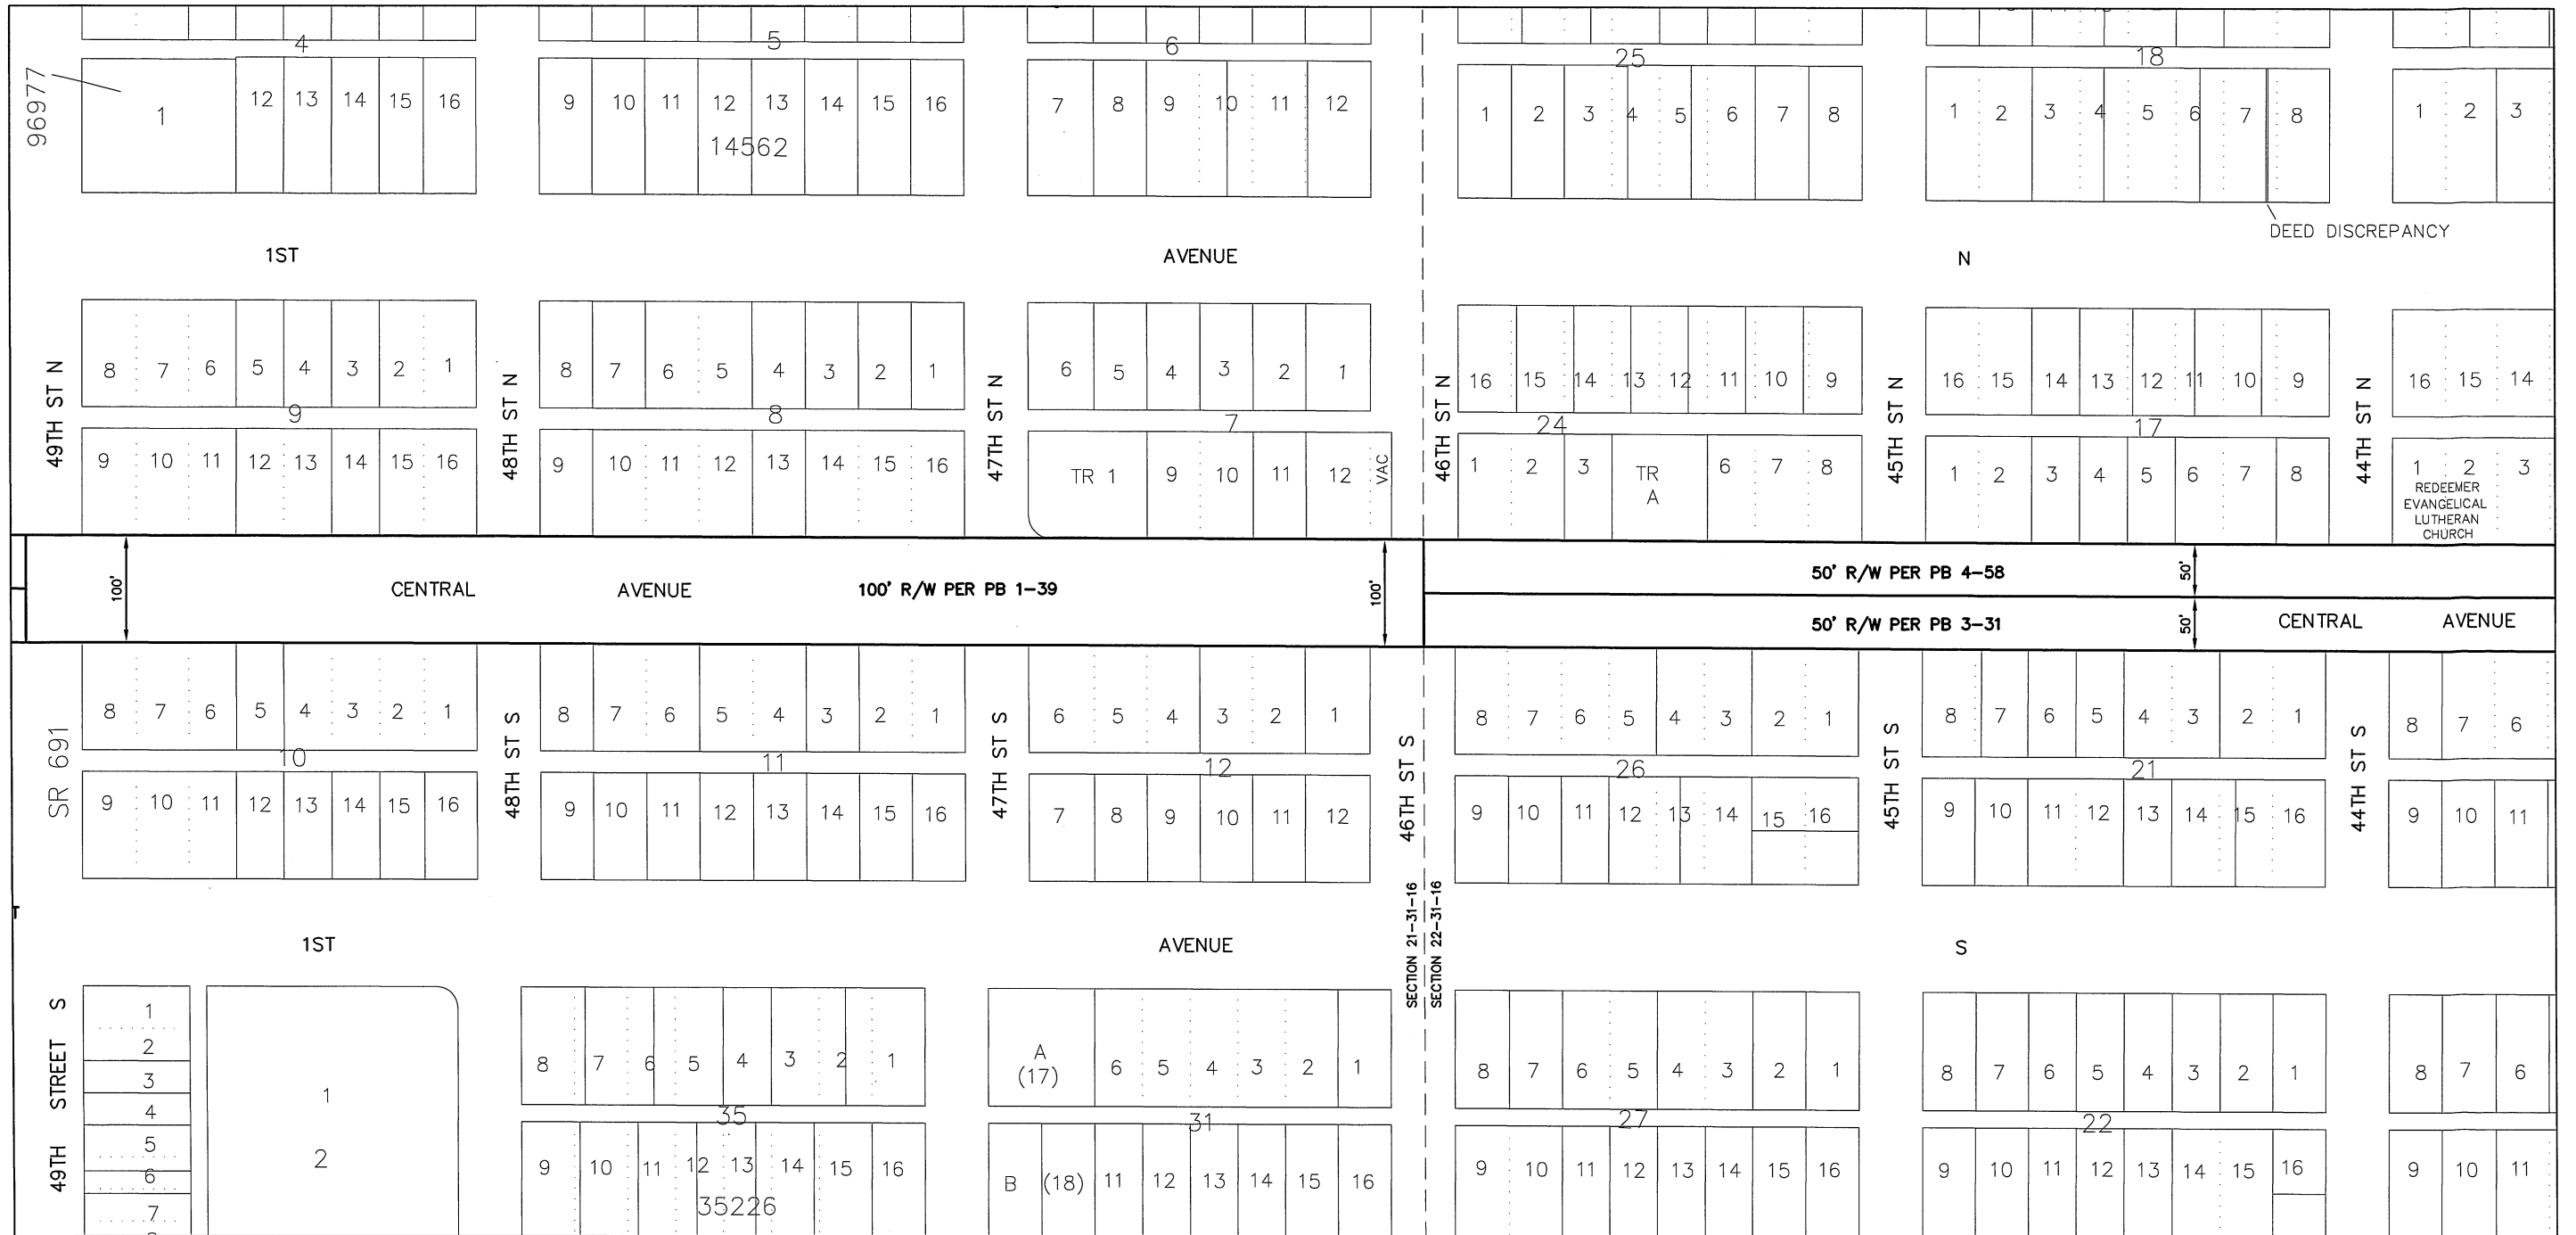 4 5 6 25 18
96977
1 12 13 14 15 16
9 10 11 12 13 14 15 16
14562
7 8 9 10 11 12
1 2 3 4 5 6 7 8
1 2 3 4 5 6 7 8
1 2 3
DEED DISCREPANCY
1ST AVENUE N
49TH ST N
8 7 6 5 4 3 2 1
9
9 10 11 12 13 14 15 16
48TH ST N
8 7 6 5 4 3 2 1
8
9 10 11 12 13 14 15 16
47TH ST N
6 5 4 3 2 1
7
TR 1 9 10 11 12 VAC
46TH ST N
16 15 14 13 12 11 10 9
24
1 2 3 TR A 6 7 8
45TH ST N
16 15 14 13 12 11 10 9
17
1 2 3 4 5 6 7 8
44TH ST N
16 15 14
1 2 3
REDEEMER
EVANGELICAL
LUTHERAN
CHURCH
100' CENTRAL AVENUE 100' R/W PER PB 1-39 100'
50' R/W PER PB 4-58 50'
50' R/W PER PB 3-31 50' CENTRAL AVENUE
SR 691
8 7 6 5 4 3 2 1
10
9 10 11 12 13 14 15 16
48TH ST S
8 7 6 5 4 3 2 1
11
9 10 11 12 13 14 15 16
47TH ST S
6 5 4 3 2 1
12
7 8 9 10 11 12
46TH ST S
8 7 6 5 4 3 2 1
26
9 10 11 12 13 14 15 16
45TH ST S
8 7 6 5 4 3 2 1
21
9 10 11 12 13 14 15 16
44TH ST S
8 7 6
9 10 11
SECTION 21-31-16
SECTION 22-31-16
T
1ST AVENUE S
49TH STREET S
1
2
3
4
5
6
7
1
2
8 7 6 5 4 3 2 1
35
9 10 11 12 13 14 15 16
35226
A
(17)
6 5 4 3 2 1
31
B (18) 11 12 13 14 15 16
8 7 6 5 4 3 2 1
27
9 10 11 12 13 14 15 16
8 7 6 5 4 3 2 1
22
9 10 11 12 13 14 15 16
8 7 6
9 10 11